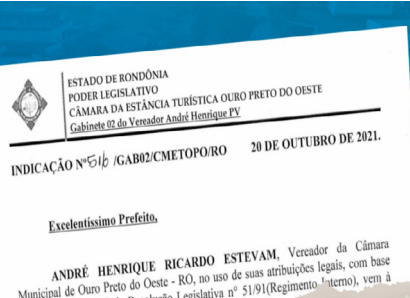 ESTADO DE RONDÔNIA
PODER LEGISLATIVO
CÂMARA DA ESTÂNCIA TURÍSTICA OURO PRETO DO OESTE
Gabinete 02 do Vereador André Henrique PV
INDICAÇÃO Nº516 /GAB02/CMETOPO/RO 20 DE OUTUBRO DE 2021.
Excelentíssimo Prefeito,
ANDRÉ HENRIQUE RICARDO ESTEVAM, Vereador da Câmara
Municipal de Ouro Preto do Oeste - RO, no uso de suas atribuições legais, com base
Legislativa nº 51/91(Regimento Interno), vem à